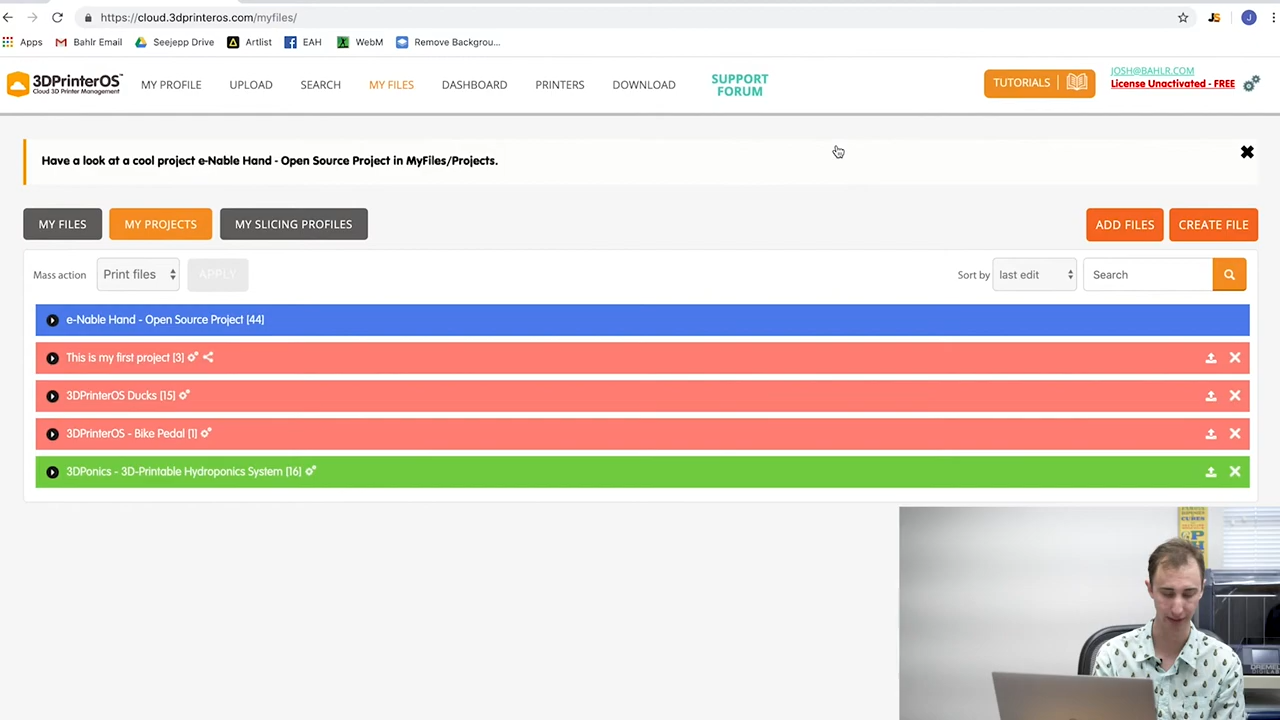 https://cloud.3dprinteros.com/myfiles/
Apps Bahlr Email Seejepp Drive Artlist EAH WebM Remove Backgrou...
3DPrinterOS™
Cloud 3D Printer Management
MY PROFILE UPLOAD SEARCH MY FILES DASHBOARD PRINTERS DOWNLOAD SUPPORT FORUM
TUTORIALS
JOSH@BAHLR.COM
License Unactivated - FREE
Have a look at a cool project e-Nable Hand - Open Source Project in MyFiles/Projects.
MY FILES MY PROJECTS MY SLICING PROFILES ADD FILES CREATE FILE
Mass action Print files APPLY Sort by last edit Search
e-Nable Hand - Open Source Project [44]
This is my first project [3]
3DPrinterOS Ducks [15]
3DPrinterOS - Bike Pedal [1]
3DPonics - 3D-Printable Hydroponics System [16]
DREMEL
DIGILAB